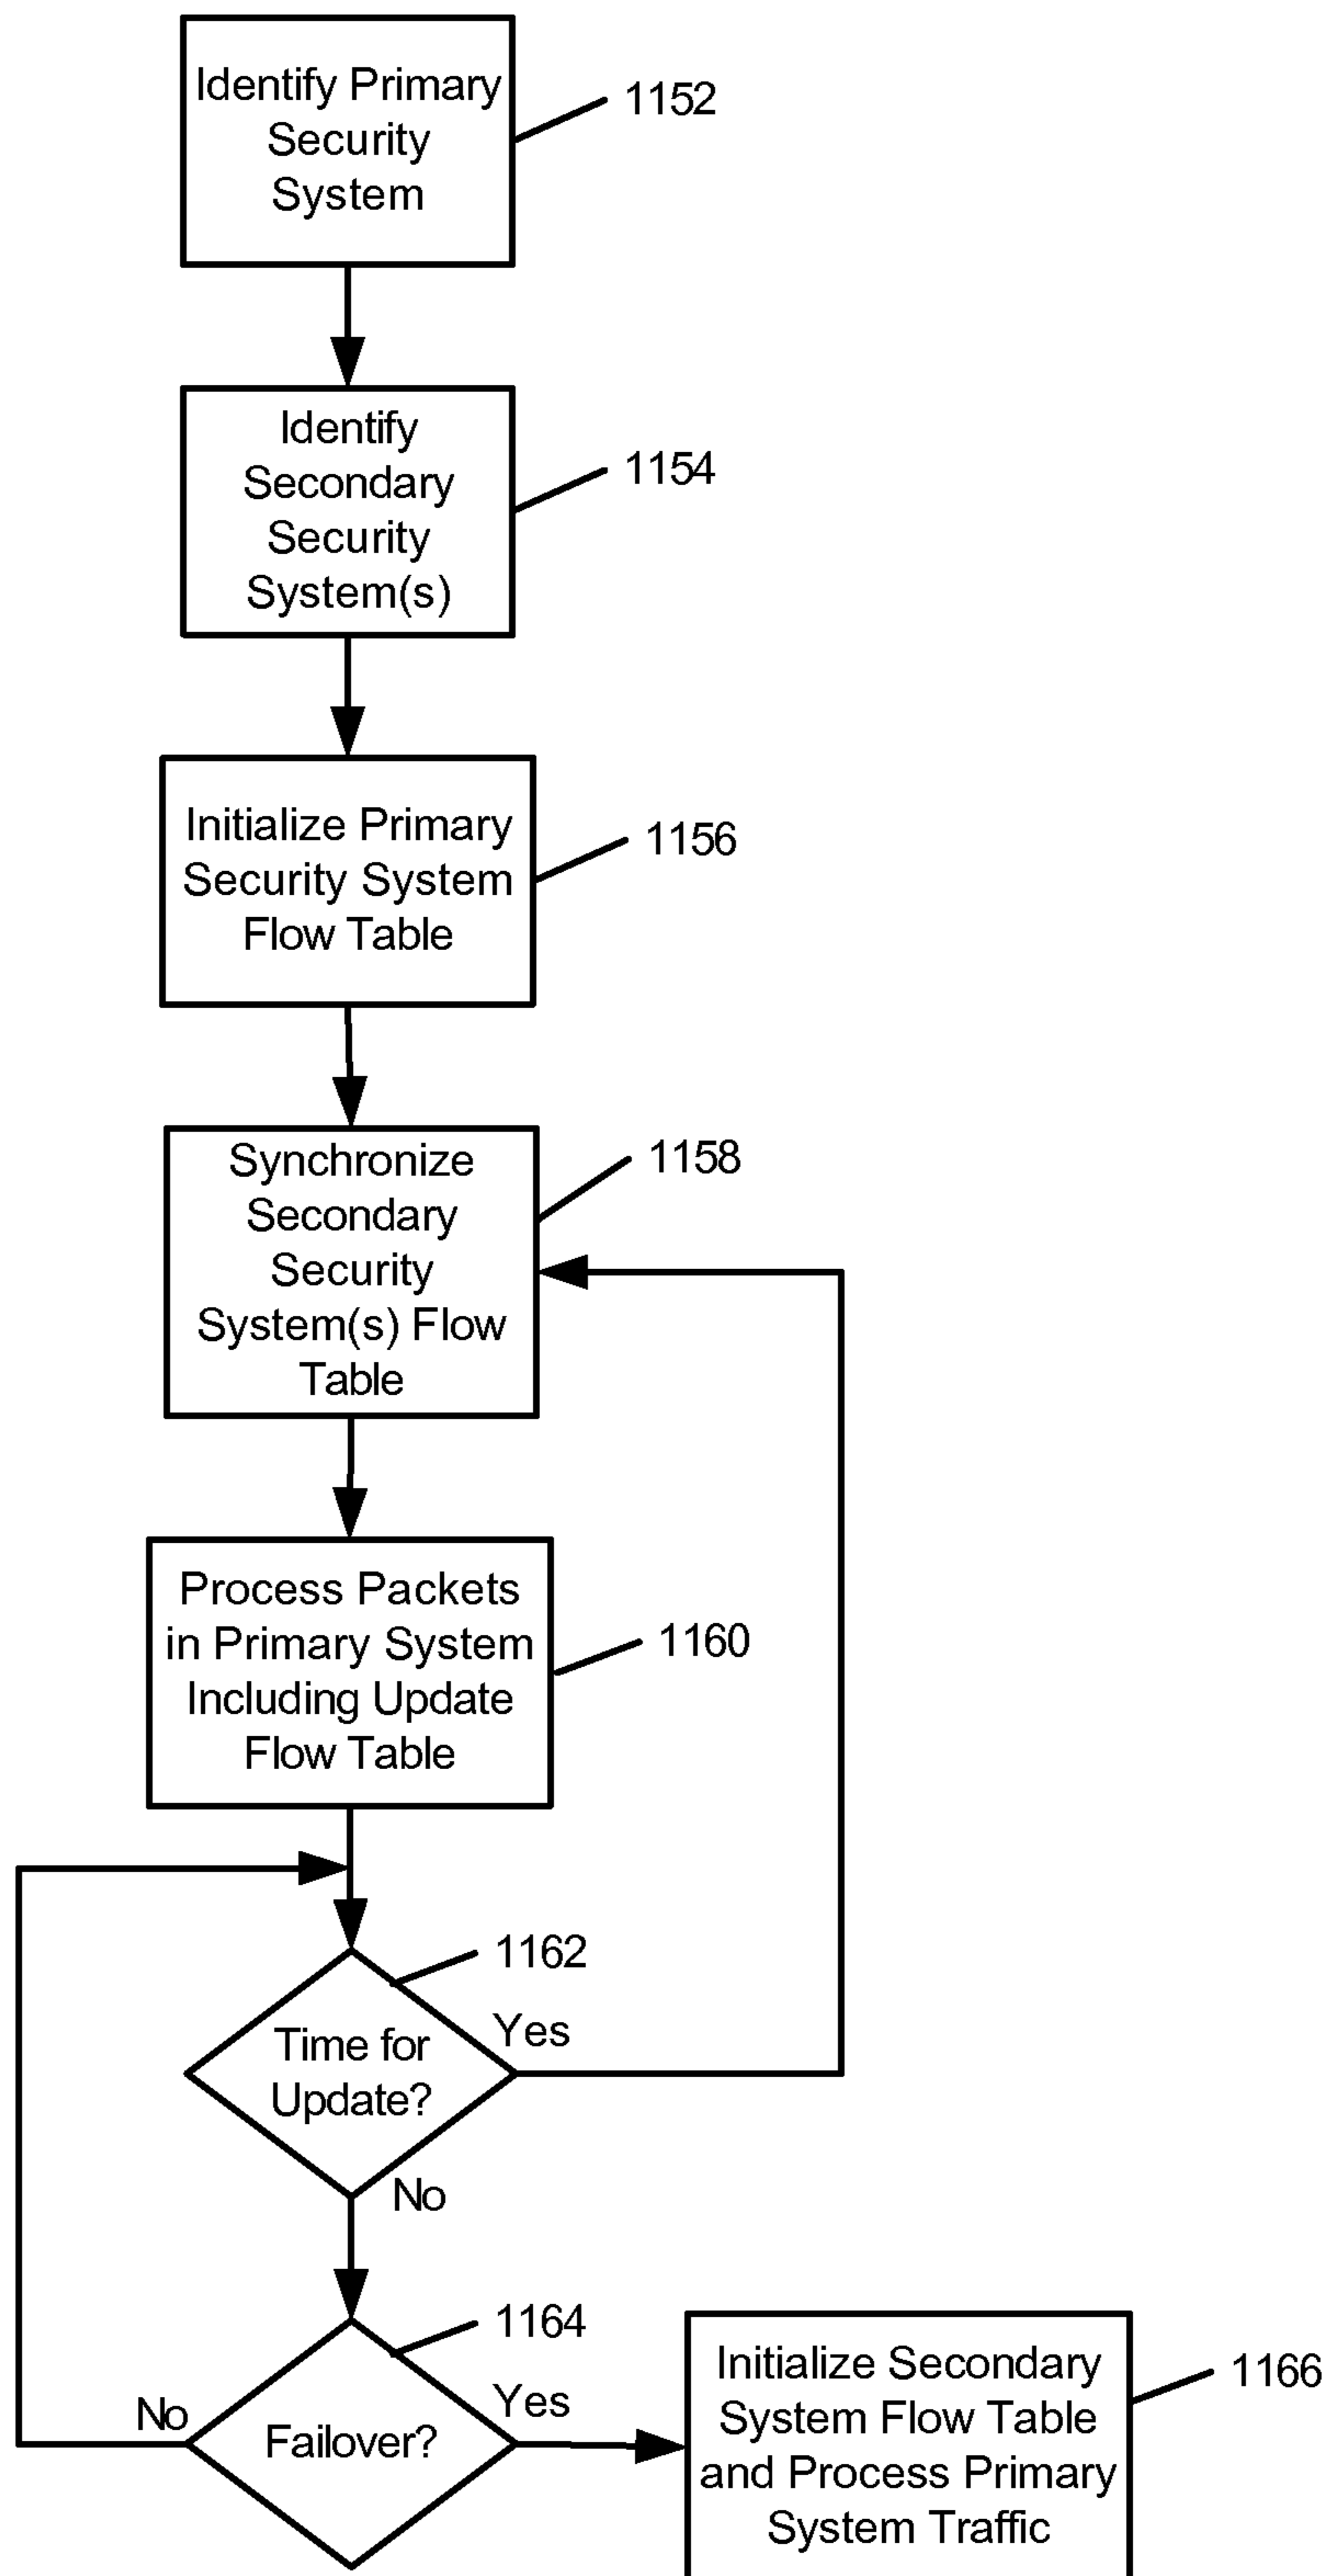 Identify Primary
Security
System
1152
Identify
Secondary
Security
System(s)
1154
Initialize Primary
Security System
Flow Table
1156
Synchronize
Secondary
Security
System(s) Flow
Table
1158
Process Packets
in Primary System
Including Update
Flow Table
1160
1162
Time for
Update?
Yes
No
1164
Failover?
No
Yes
Initialize Secondary
System Flow Table
and Process Primary
System Traffic
1166